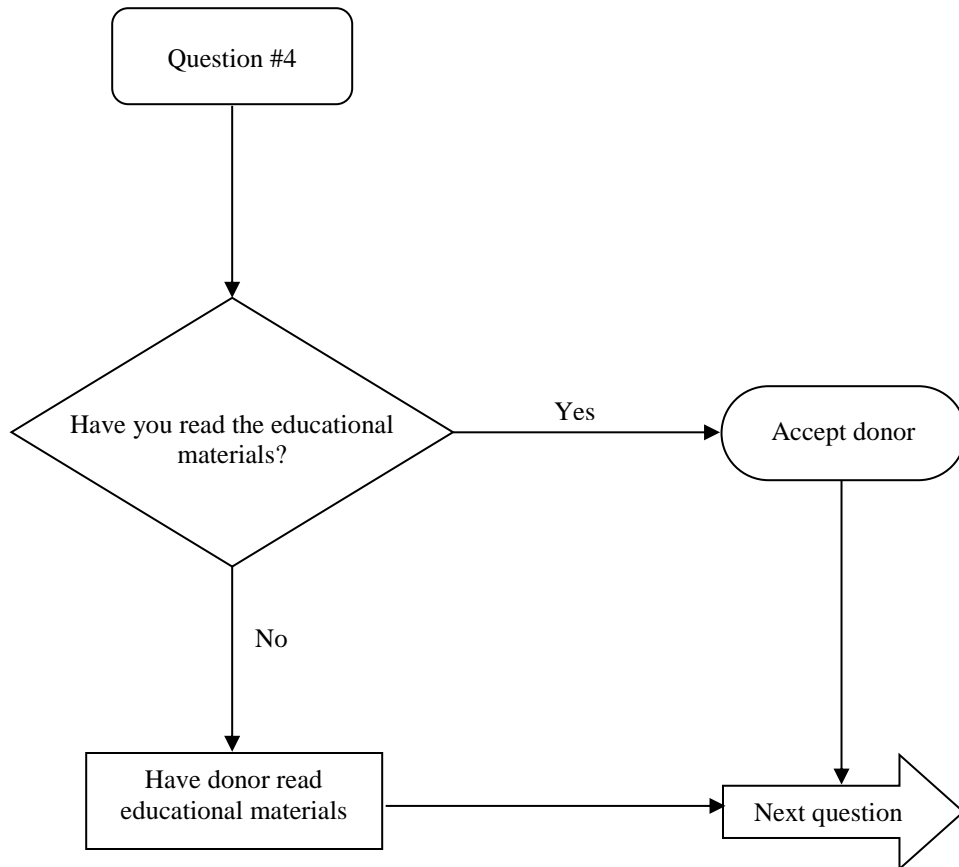 Question #4
Have you read the educational
materials?
Yes
Accept donor
No
Have donor read
educational materials
Next question